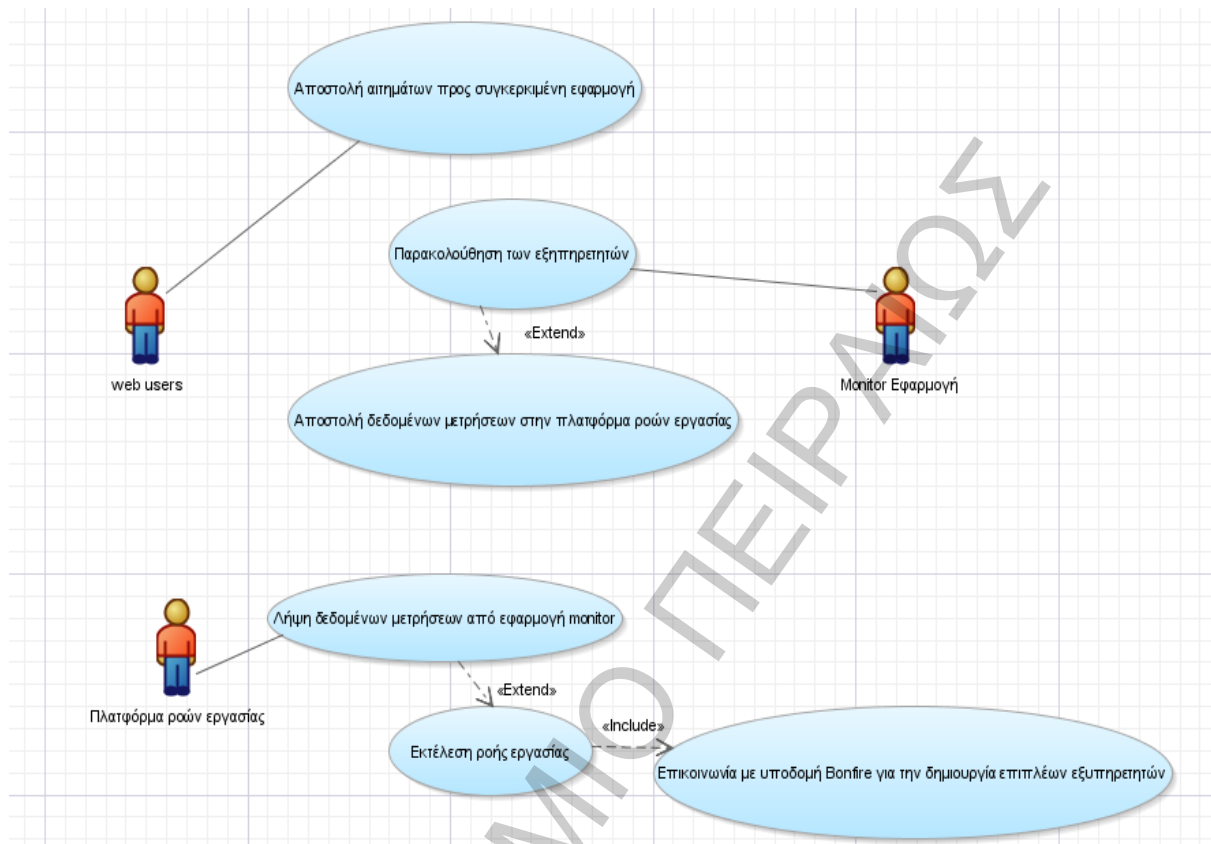 Αποστολή αιτημάτων προς συγκερκιμένη εφαρμογή
Παρακολούθηση των εξηπηρετητών
«Extend»
web users
Monitor Εφαρμογή
Αποστολή δεδομένων μετρήσεων στην πλατφόρμα ροών εργασίας
Λήψη δεδομένων μετρήσεων από εφαρμογή monitor
«Extend»
Πλατφόρμα ροών εργασίας
«Include»
Εκτέλεση ροής εργασίας
Επικοινωνία με υποδομή Bonfire για την δημιουργία επιπλέων εξυπηρετητών
ΜΙΟ ΠΕΙΡΑΙΩΣ